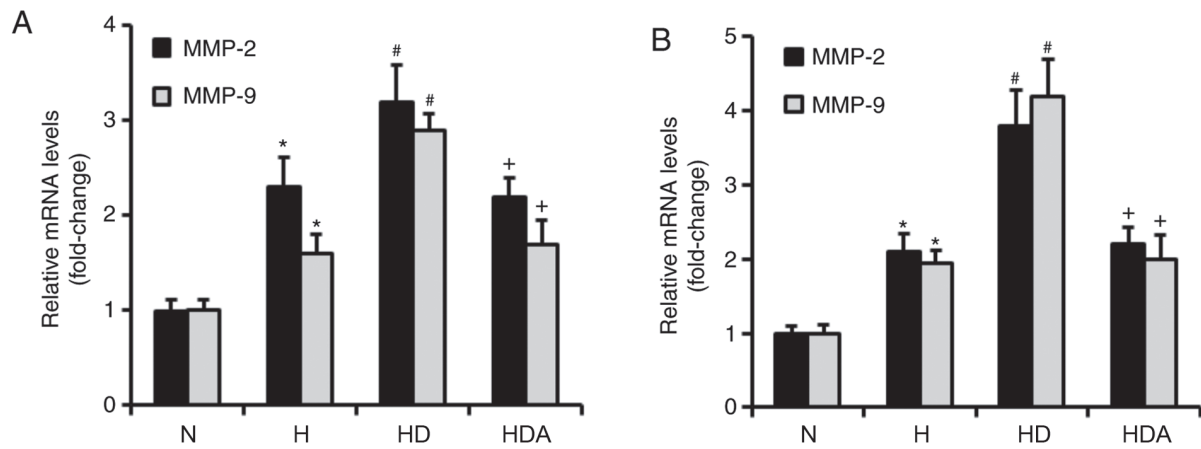 A
Relative mRNA levels
(fold-change)
4
3
2
1
0
MMP-2
MMP-9
*
*
#
#
+
+
N H HD HDA
B
Relative mRNA levels
(fold-change)
5
4
3
2
1
0
MMP-2
MMP-9
*
*
#
#
+
+
N H HD HDA